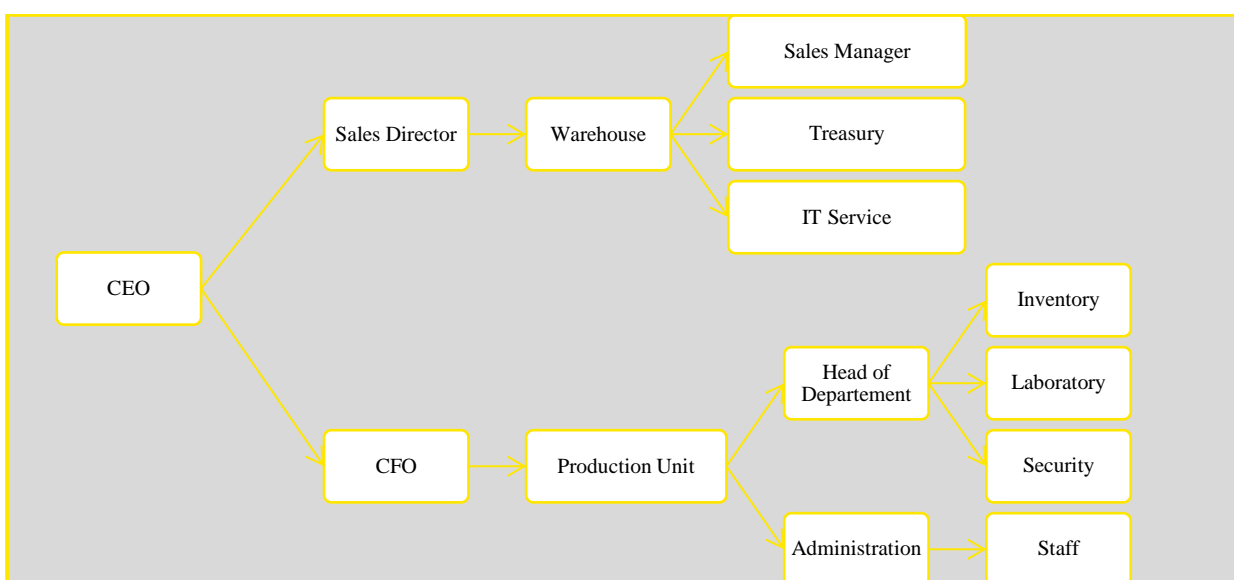 Sales Manager
Sales Director
Warehouse
Treasury
IT Service
CEO
Inventory
Head of
Departement
Laboratory
CFO
Production Unit
Security
Administration
Staff